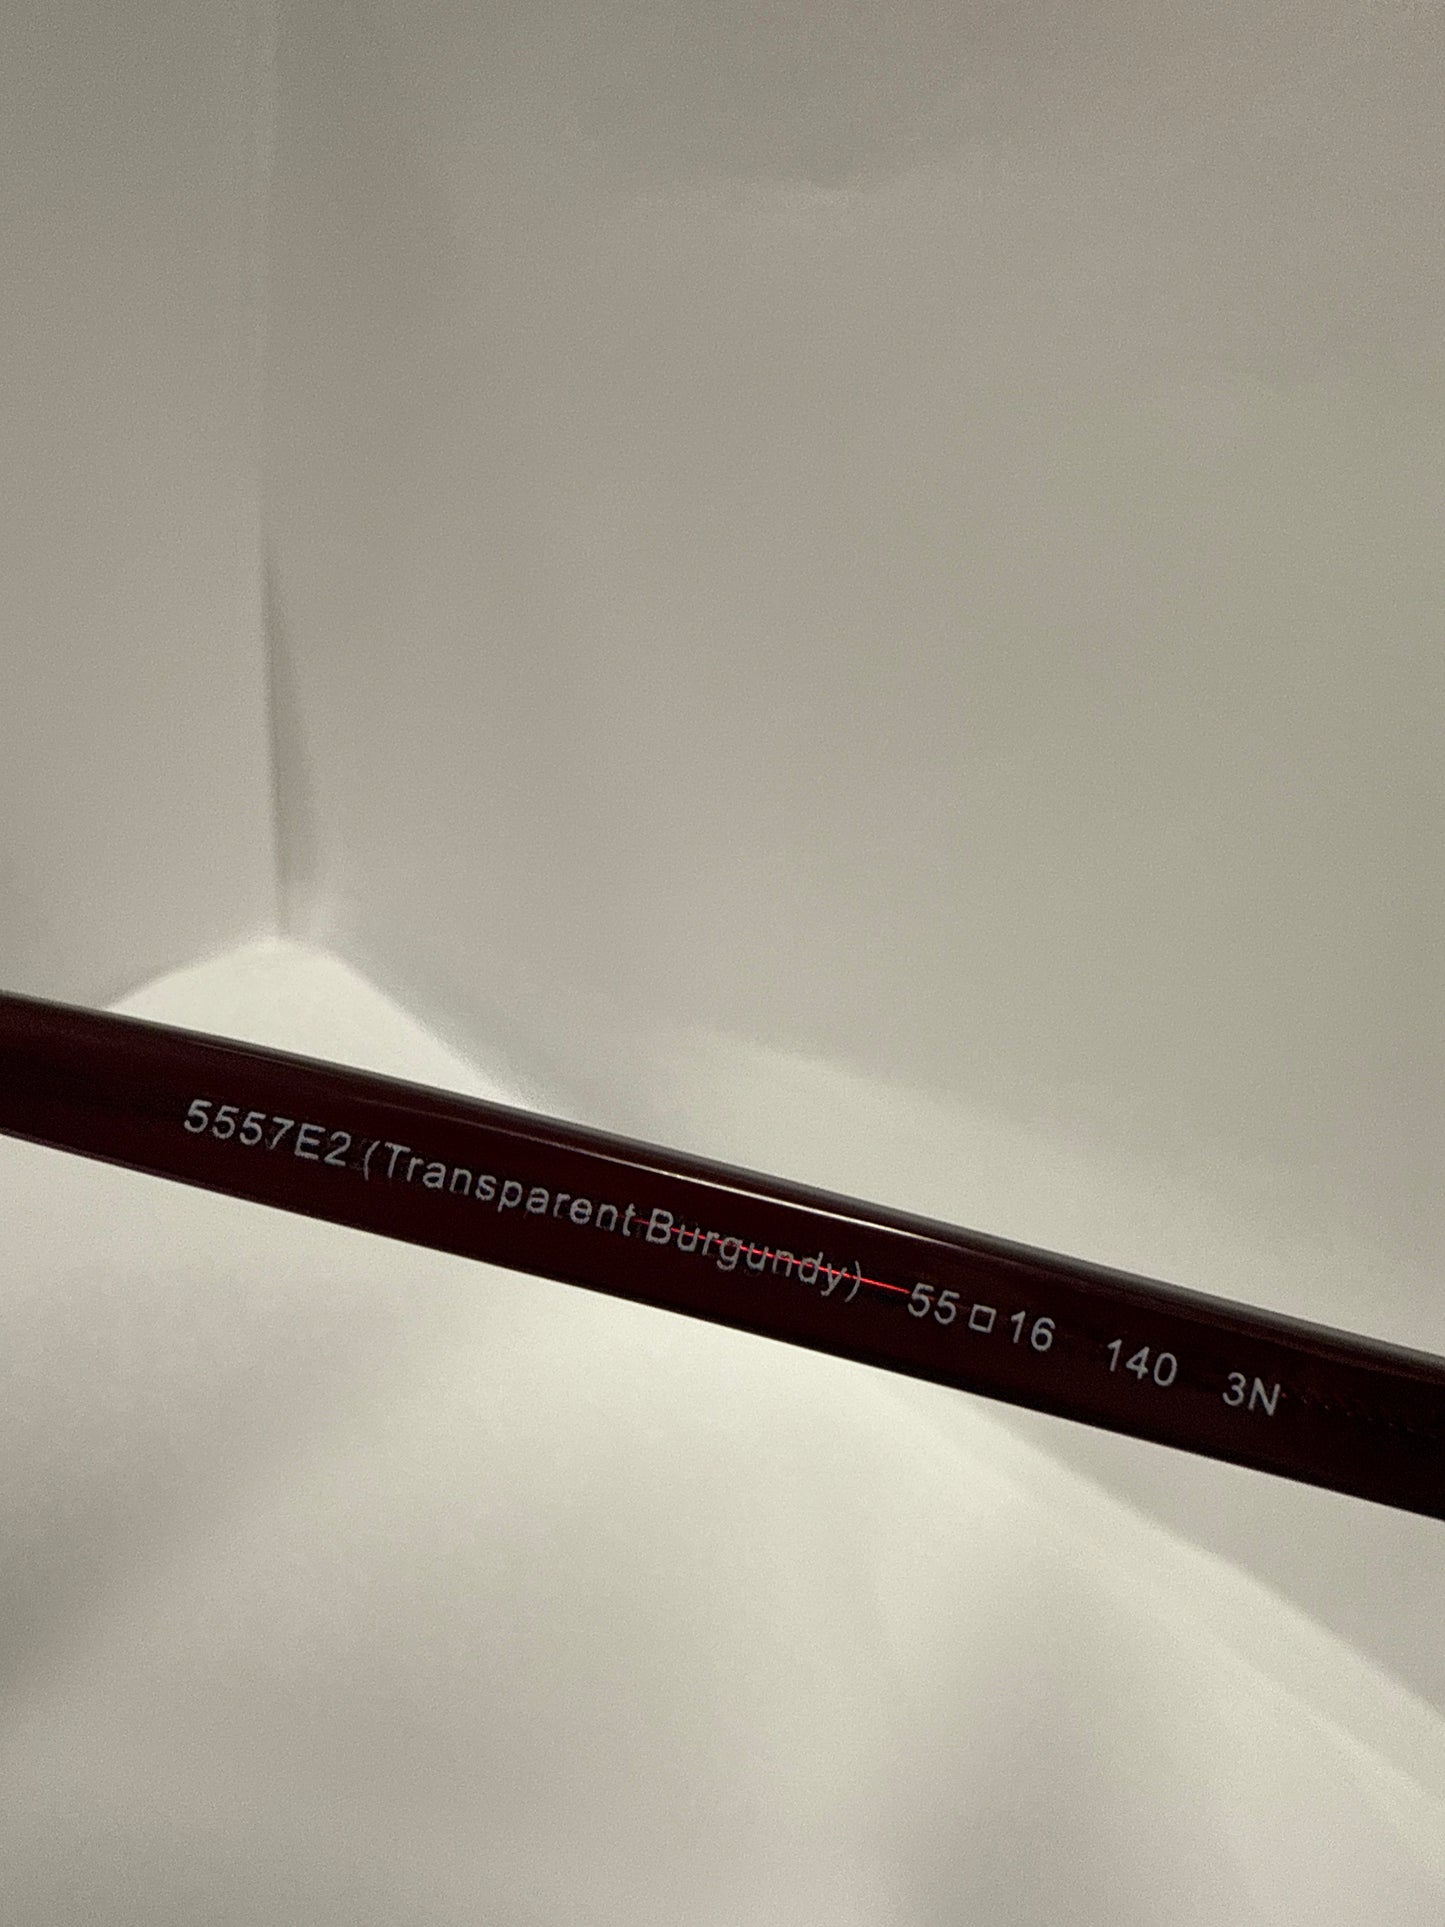 5557E2 (Transparent Burgundy) 55□16 140 3N